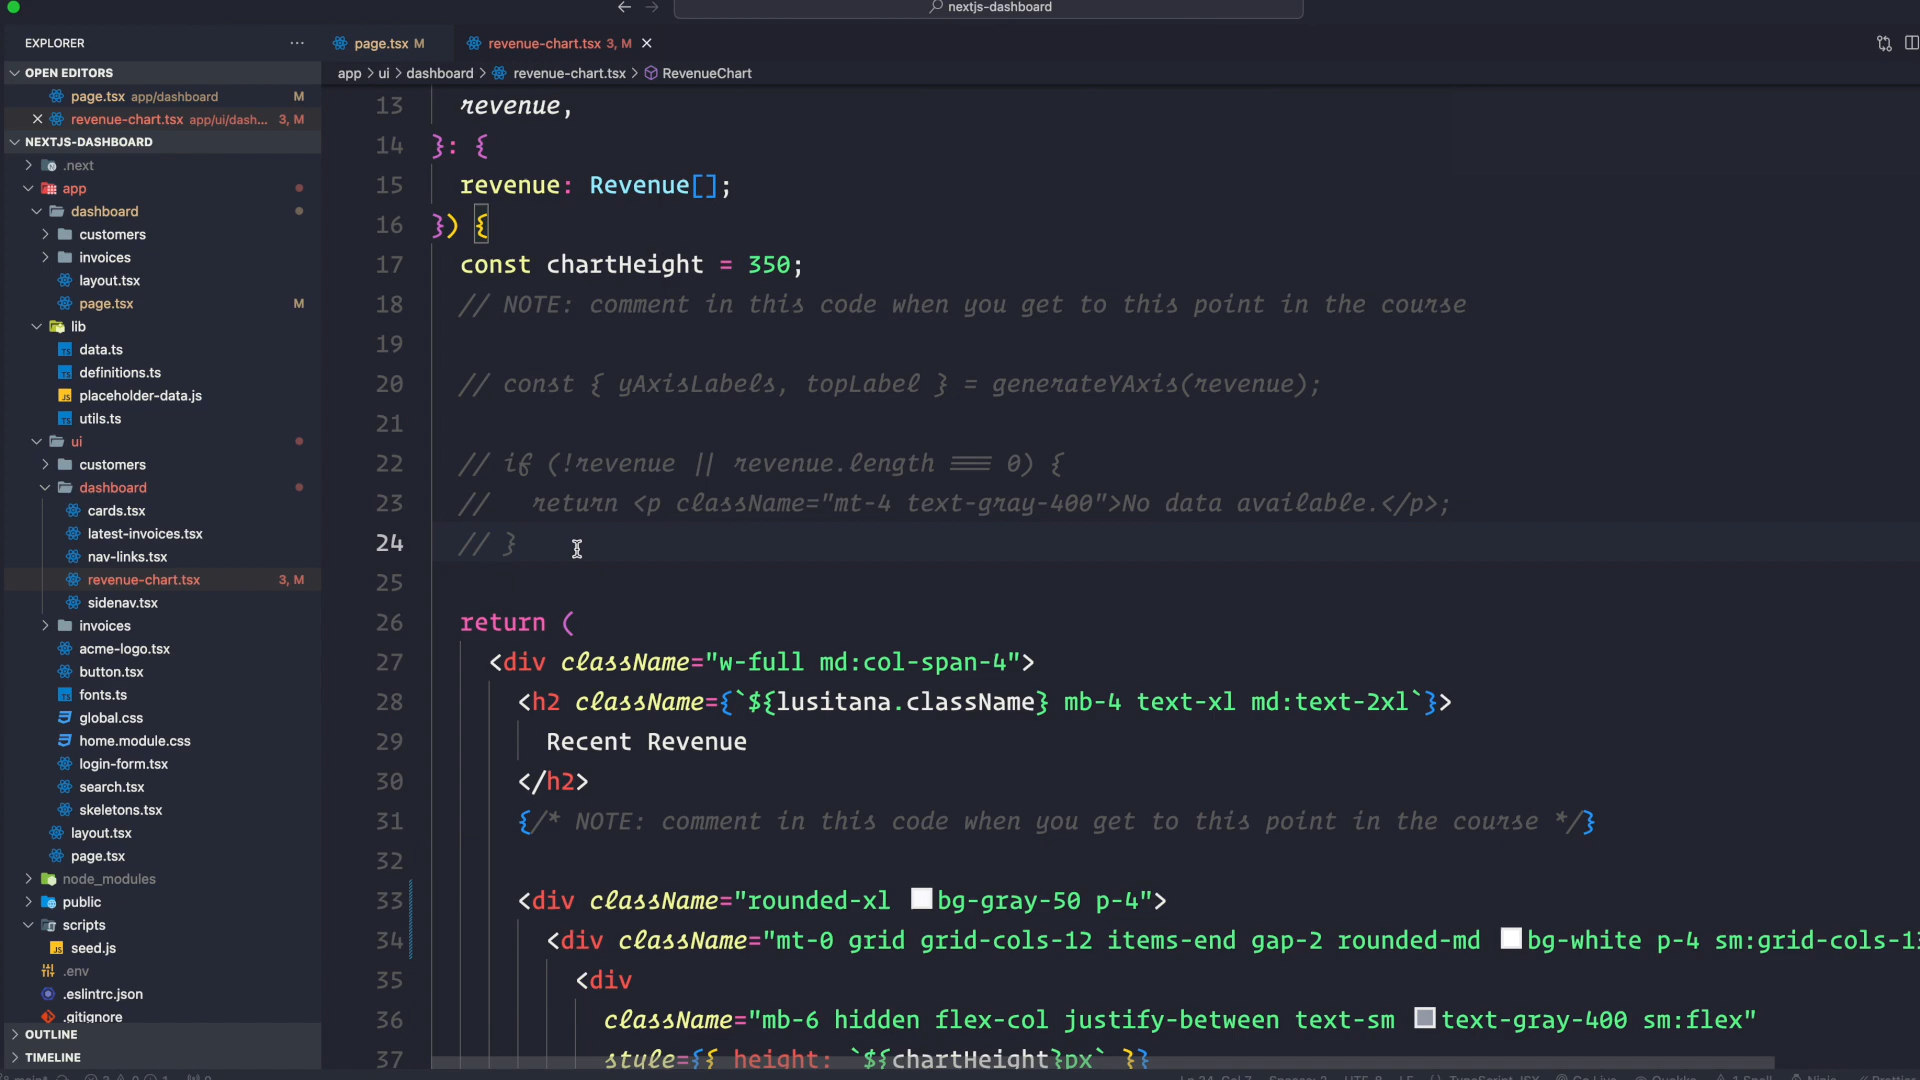 nextjs-dashboard
EXPLORER
OPEN EDITORS
page.tsx app/dashboard M
revenue-chart.tsx app/ui/dash... 3, M
NEXTJS-DASHBOARD
.next
app
dashboard
customers
invoices
layout.tsx
page.tsx M
lib
data.ts
definitions.ts
placeholder-data.js
utils.ts
ui
customers
dashboard
cards.tsx
latest-invoices.tsx
nav-links.tsx
revenue-chart.tsx 3, M
sidenav.tsx
invoices
acme-logo.tsx
button.tsx
fonts.ts
global.css
home.module.css
login-form.tsx
search.tsx
skeletons.tsx
layout.tsx
page.tsx
node_modules
public
scripts
seed.js
.env
.eslintrc.json
.gitignore
OUTLINE
TIMELINE
page.tsx M
revenue-chart.tsx 3, M
app > ui > dashboard > revenue-chart.tsx > RevenueChart
13 revenue,
14 }: {
15 revenue: Revenue[];
16 }) {
17 const chartHeight = 350;
18 // NOTE: comment in this code when you get to this point in the course
19
20 // const { yAxisLabels, topLabel } = generateYAxis(revenue);
21
22 // if (!revenue || revenue.length === 0) {
23 // return <p className="mt-4 text-gray-400">No data available.</p>;
24 // }
25
26 return (
27 <div className="w-full md:col-span-4">
28 <h2 className={`${lusitana.className} mb-4 text-xl md:text-2xl`}>
29 Recent Revenue
30 </h2>
31 {/* NOTE: comment in this code when you get to this point in the course */}
32
33 <div className="rounded-xl bg-gray-50 p-4">
34 <div className="mt-0 grid grid-cols-12 items-end gap-2 rounded-md bg-white p-4 sm:grid-cols-13
35 <div
36 className="mb-6 hidden flex-col justify-between text-sm text-gray-400 sm:flex"
37 style={{ height: `${chartHeight}px` }}